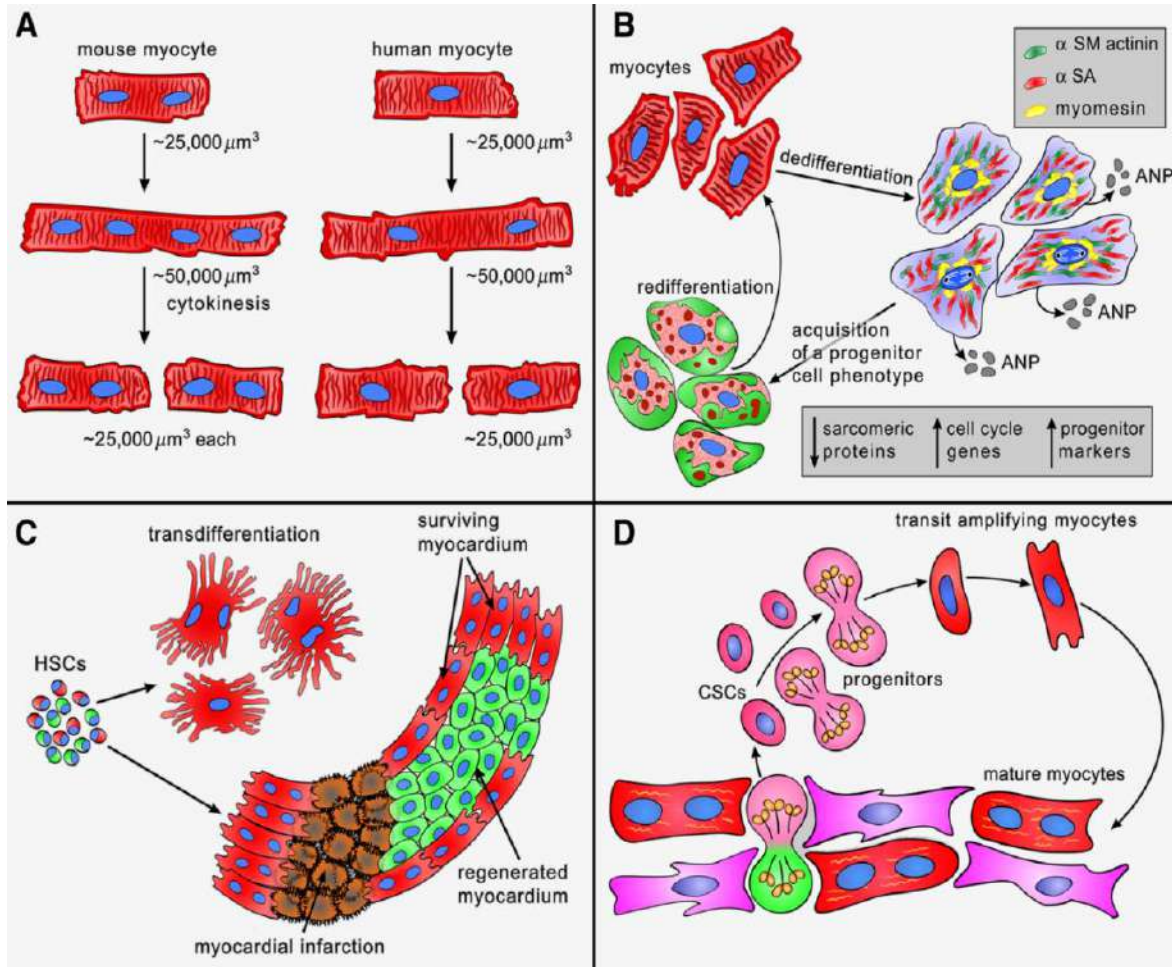 A
mouse myocyte
human myocyte
~25,000 μm³
~25,000 μm³
~50,000 μm³
cytokinesis
~50,000 μm³
~25,000 μm³ each
~25,000 μm³
B
α SM actinin
α SA
myomesin
myocytes
dedifferentiation
ANP
ANP
ANP
redifferentiation
acquisition
of a progenitor
cell phenotype
sarcomeric
proteins
cell cycle
genes
progenitor
markers
C
transdifferentiation
surviving
myocardium
HSCs
regenerated
myocardium
myocardial infarction
D
transit amplifying myocytes
CSCs
progenitors
mature myocytes